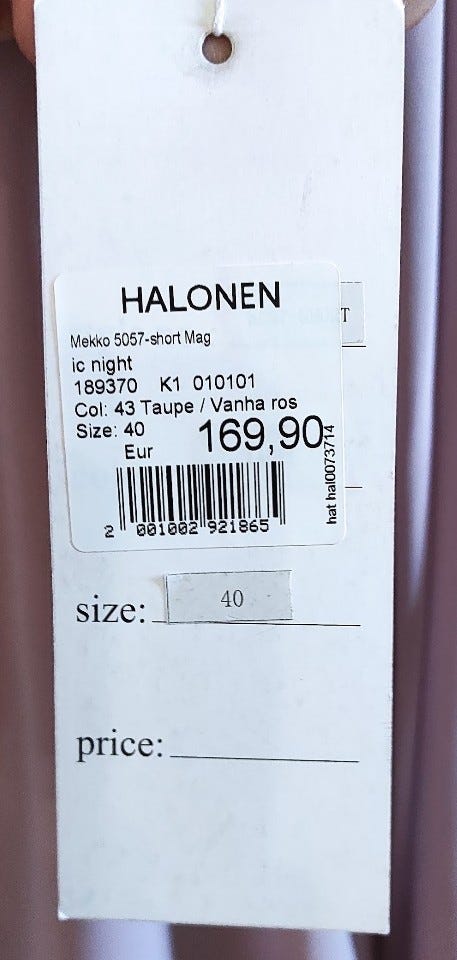 HALONEN
T
Mekko 5057-short Mag
ic night
189370 K1 010101
Col: 43 Taupe / Vanha ros
Size: 40
Eur 169,90
hat hal0073714
2 001002 921865
size: 40
price: